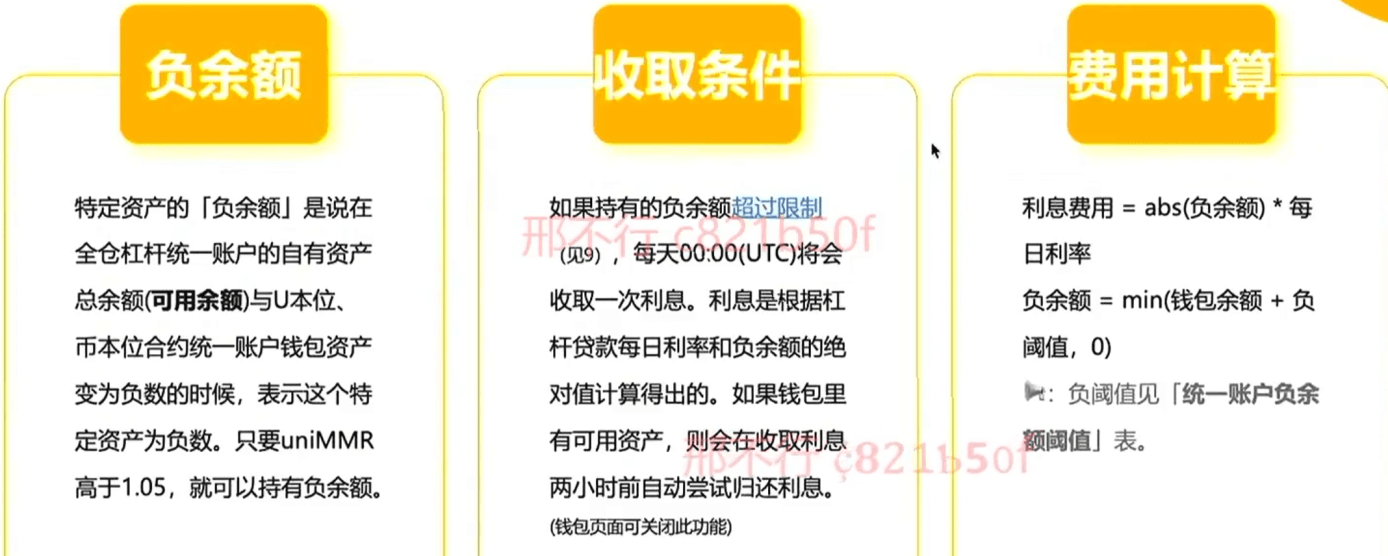 负余额
特定资产的「负余额」是说在
全仓杠杆统一账户的自有资产
总余额(可用余额)与U本位、
币本位合约统一账户钱包资产
变为负数的时候，表示这个特
定资产为负数。只要uniMMR
高于1.05，就可以持有负余额。
收取条件
如果持有的负余额超过限制
（见9），每天00:00(UTC)将会
收取一次利息。利息是根据杠
杆贷款每日利率和负余额的绝
对值计算得出的。如果钱包里
有可用资产，则会在收取利息
两小时前自动尝试归还利息。
(钱包页面可关闭此功能)
费用计算
利息费用 = abs(负余额) * 每
日利率
负余额 = min(钱包余额 + 负
阈值，0)
：负阈值见「统一账户负余
额阈值」表。
邢不行 c821b50f
邢不行 c821b50f